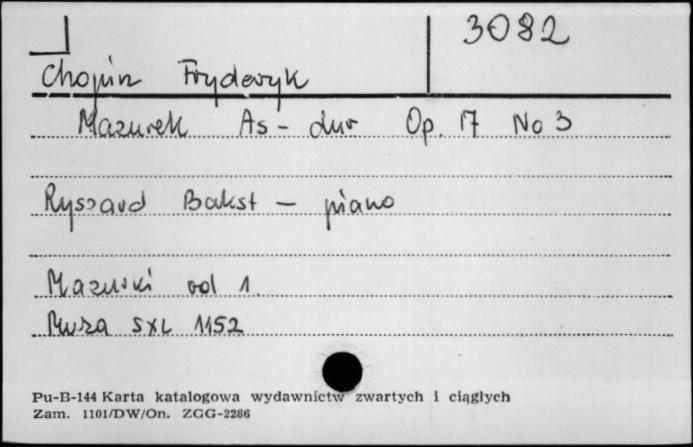 3082
Chopin Fryderyk
Mazurek As-dur Op. 17 No 3
Ryszard Bakst - piano
Mazurki od 1.
Muza SXL 1152
Pu-B-144 Karta katalogowa wydawnictw zwartych i ciągłych
Zam. 1101/DW/On. ZGG-2286